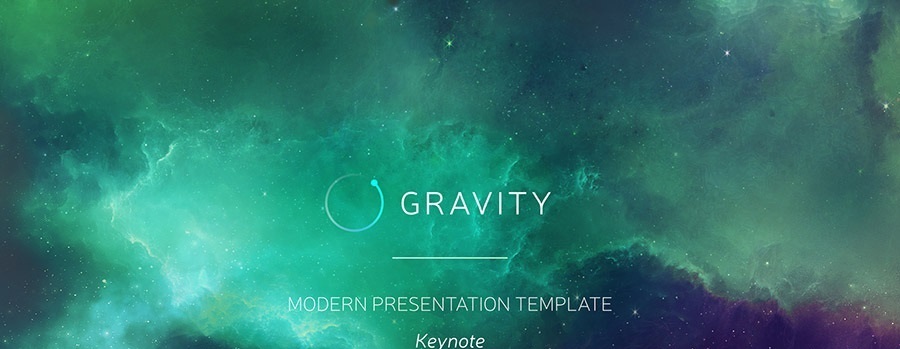 GRAVITY
MODERN PRESENTATION TEMPLATE
Keynote